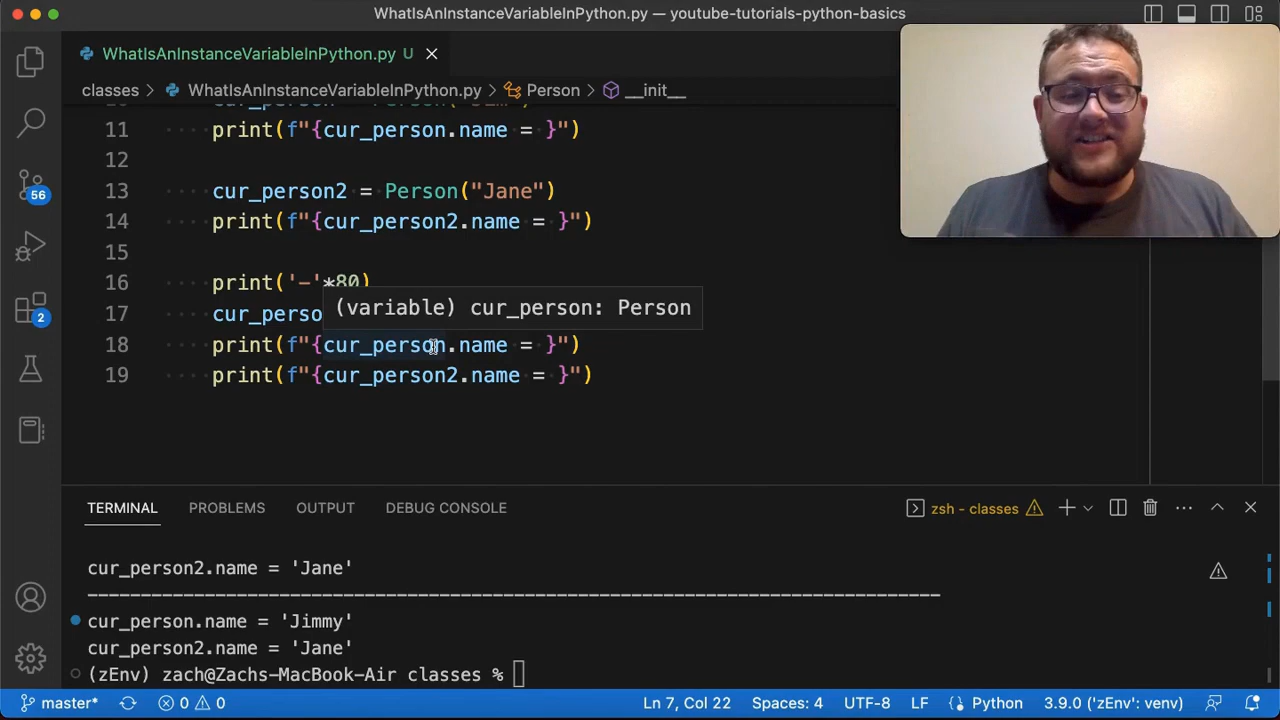 WhatIsAnInstanceVariableInPython.py — youtube-tutorials-python-basics
WhatIsAnInstanceVariableInPython.py U
classes > WhatIsAnInstanceVariableInPython.py > Person > __init__
11 print(f"{cur_person.name = }")
12
13 cur_person2 = Person("Jane")
14 print(f"{cur_person2.name = }")
15
16 print('-'*80)
(variable) cur_person: Person
17 cur_perso
18 print(f"{cur_person.name = }")
19 print(f"{cur_person2.name = }")
56
2
TERMINAL PROBLEMS OUTPUT DEBUG CONSOLE zsh - classes
cur_person2.name = 'Jane'
--------------------------------------------------------------------------------
cur_person.name = 'Jimmy'
cur_person2.name = 'Jane'
(zEnv) zach@Zachs-MacBook-Air classes %
master* 0 0 Ln 7, Col 22 Spaces: 4 UTF-8 LF Python 3.9.0 ('zEnv': venv)